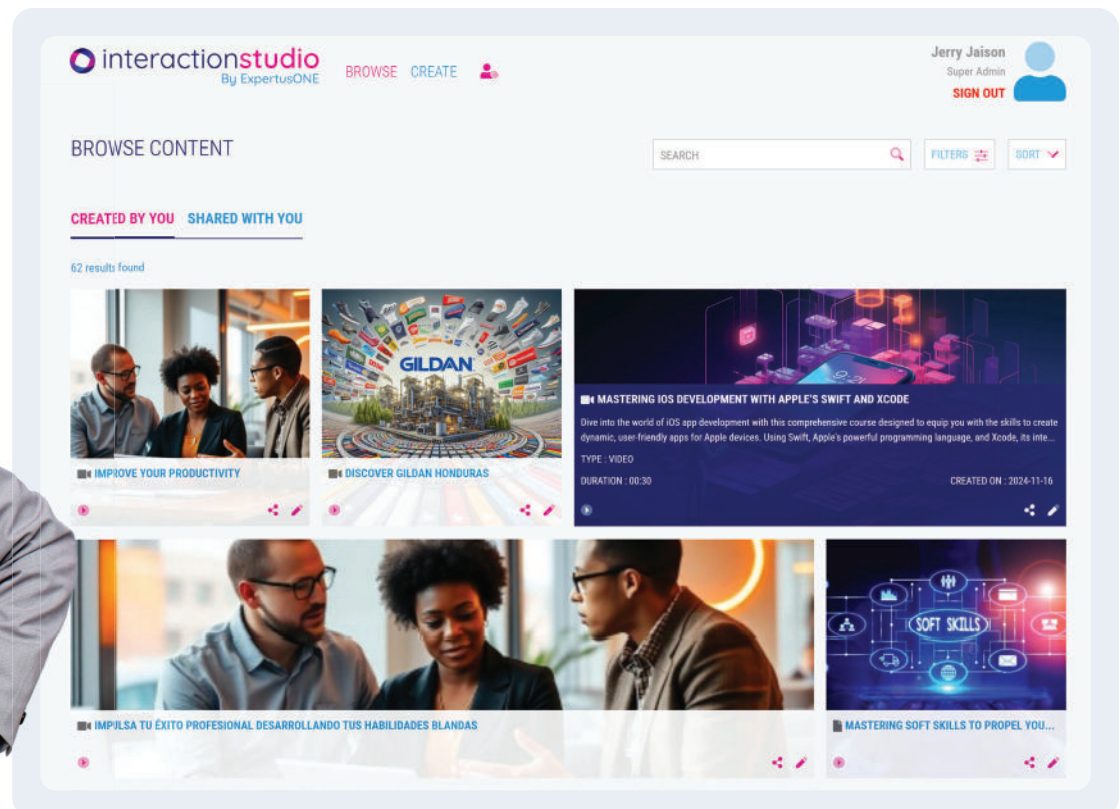 interactionstudio
By ExpertusONE
BROWSE CREATE
Jerry Jaison
Super Admin
SIGN OUT
BROWSE CONTENT
SEARCH
FILTERS
SORT
CREATED BY YOU SHARED WITH YOU
62 results found
GILDAN
9:21
IMPROVE YOUR PRODUCTIVITY
DISCOVER GILDAN HONDURAS
MASTERING IOS DEVELOPMENT WITH APPLE'S SWIFT AND XCODE
Dive into the world of iOS app development with this comprehensive course designed to equip you with the skills to create
dynamic, user-friendly apps for Apple devices. Using Swift, Apple's powerful programming language, and Xcode, its inte...
TYPE : VIDEO
DURATION : 00:30 CREATED ON : 2024-11-16
IMPULSA TU ÉXITO PROFESIONAL DESARROLLANDO TUS HABILIDADES BLANDAS
SOFT SKILLS
MASTERING SOFT SKILLS TO PROPEL YOU...